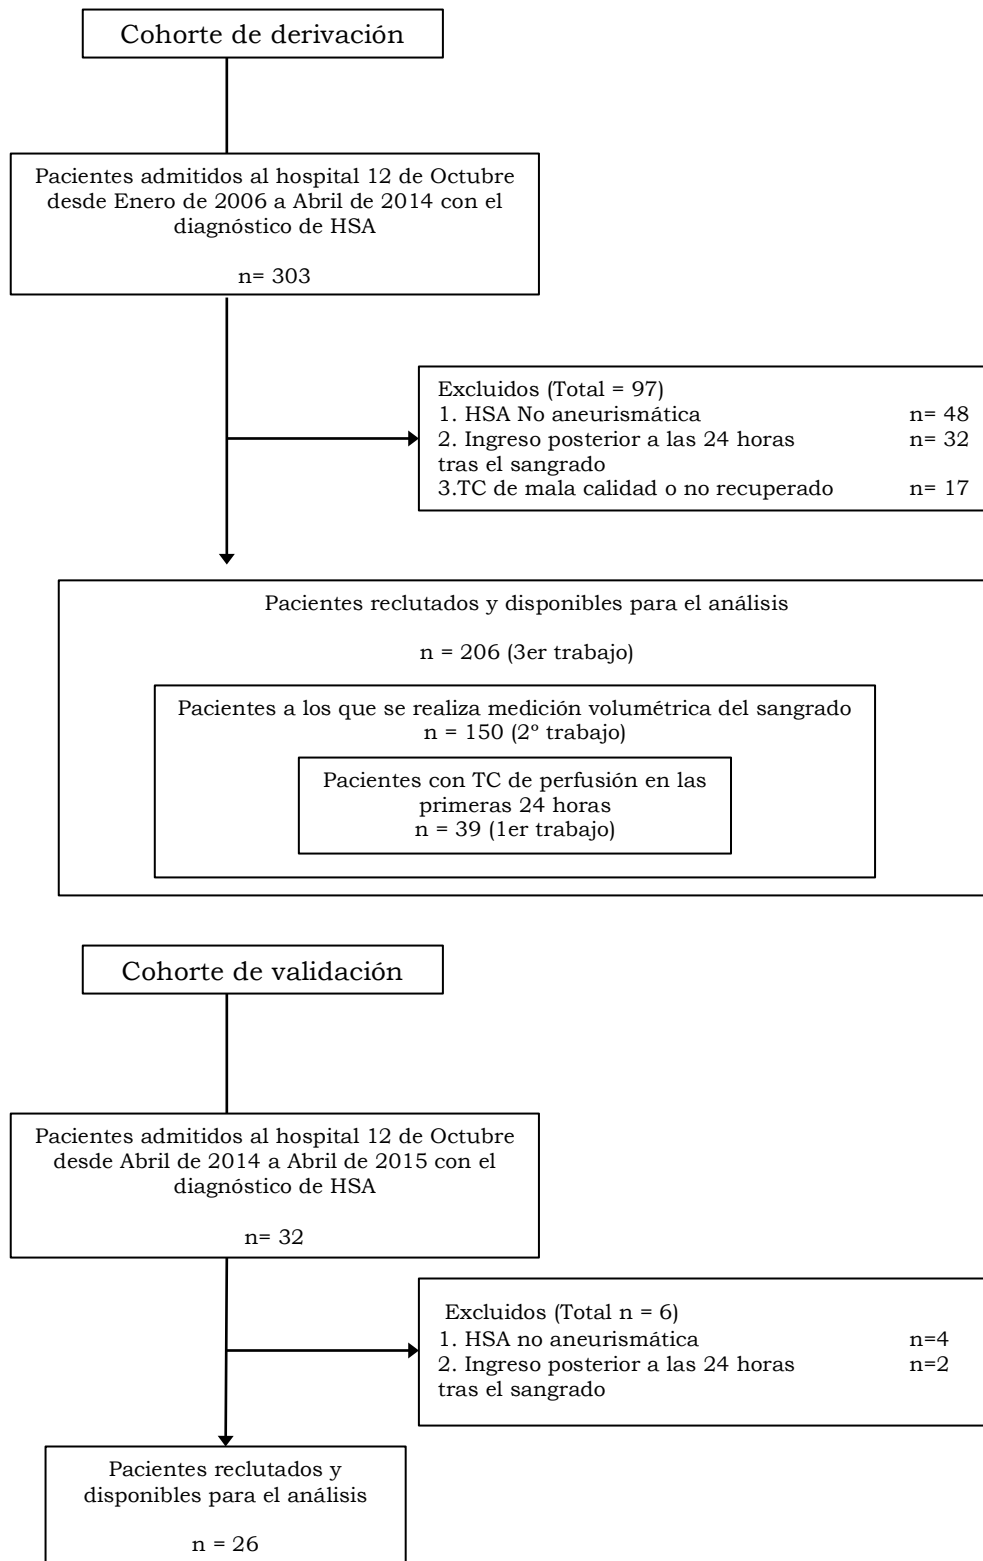 Cohorte de derivación
Pacientes admitidos al hospital 12 de Octubre
desde Enero de 2006 a Abril de 2014 con el
diagnóstico de HSA
n= 303
Excluidos (Total = 97)
1. HSA No aneurismática n= 48
2. Ingreso posterior a las 24 horas n= 32
tras el sangrado
3.TC de mala calidad o no recuperado n= 17
Pacientes reclutados y disponibles para el análisis
n = 206 (3er trabajo)
Pacientes a los que se realiza medición volumétrica del sangrado
n = 150 (2º trabajo)
Pacientes con TC de perfusión en las
primeras 24 horas
n = 39 (1er trabajo)
Cohorte de validación
Pacientes admitidos al hospital 12 de Octubre
desde Abril de 2014 a Abril de 2015 con el
diagnóstico de HSA
n= 32
Excluidos (Total n = 6)
1. HSA no aneurismática n=4
2. Ingreso posterior a las 24 horas n=2
tras el sangrado
Pacientes reclutados y
disponibles para el análisis
n = 26